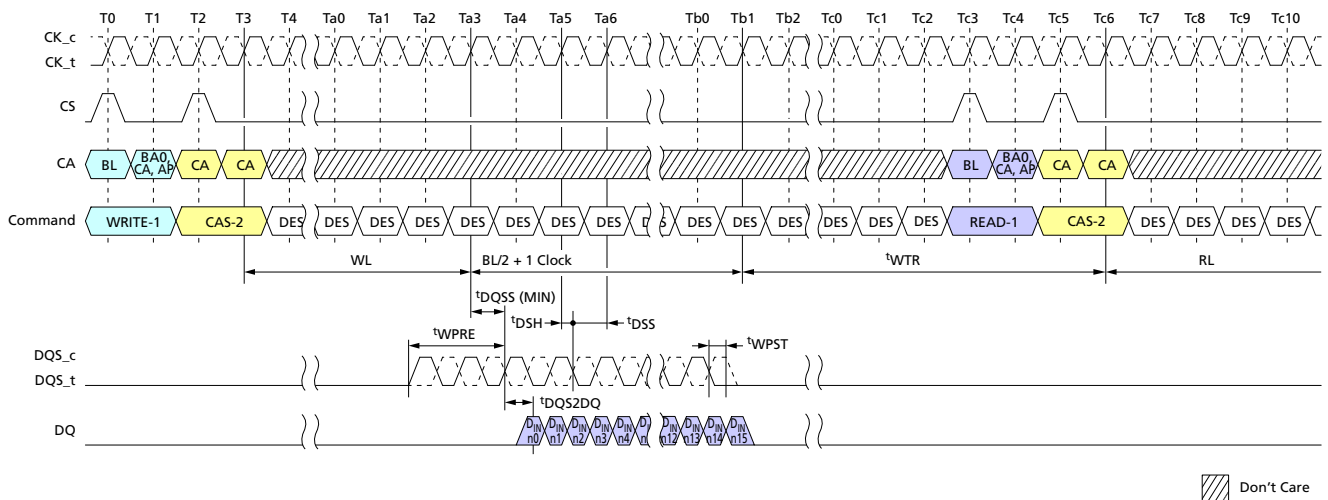 T0 T1 T2 T3 T4 Ta0 Ta1 Ta2 Ta3 Ta4 Ta5 Ta6 Tb0 Tb1 Tb2 Tc0 Tc1 Tc2 Tc3 Tc4 Tc5 Tc6 Tc7 Tc8 Tc9 Tc10
CK_c
CK_t
CS
CA BL BA0, CA, AP CA CA BL BA0, CA, AP CA CA
Command WRITE-1 CAS-2 DES DES DES DES DES DES DES DES DES DES DES DES DES DES READ-1 CAS-2 DES DES DES DES
WL BL/2 + 1 Clock tWTR RL
tDQSS (MIN)
tDSH tDSS
tWPRE tWPST
DQS_c
DQS_t
tDQS2DQ
DQ DIN n0 DIN n1 DIN n2 DIN n3 DIN n4 DIN n12 DIN n13 DIN n14 DIN n15
Don't Care